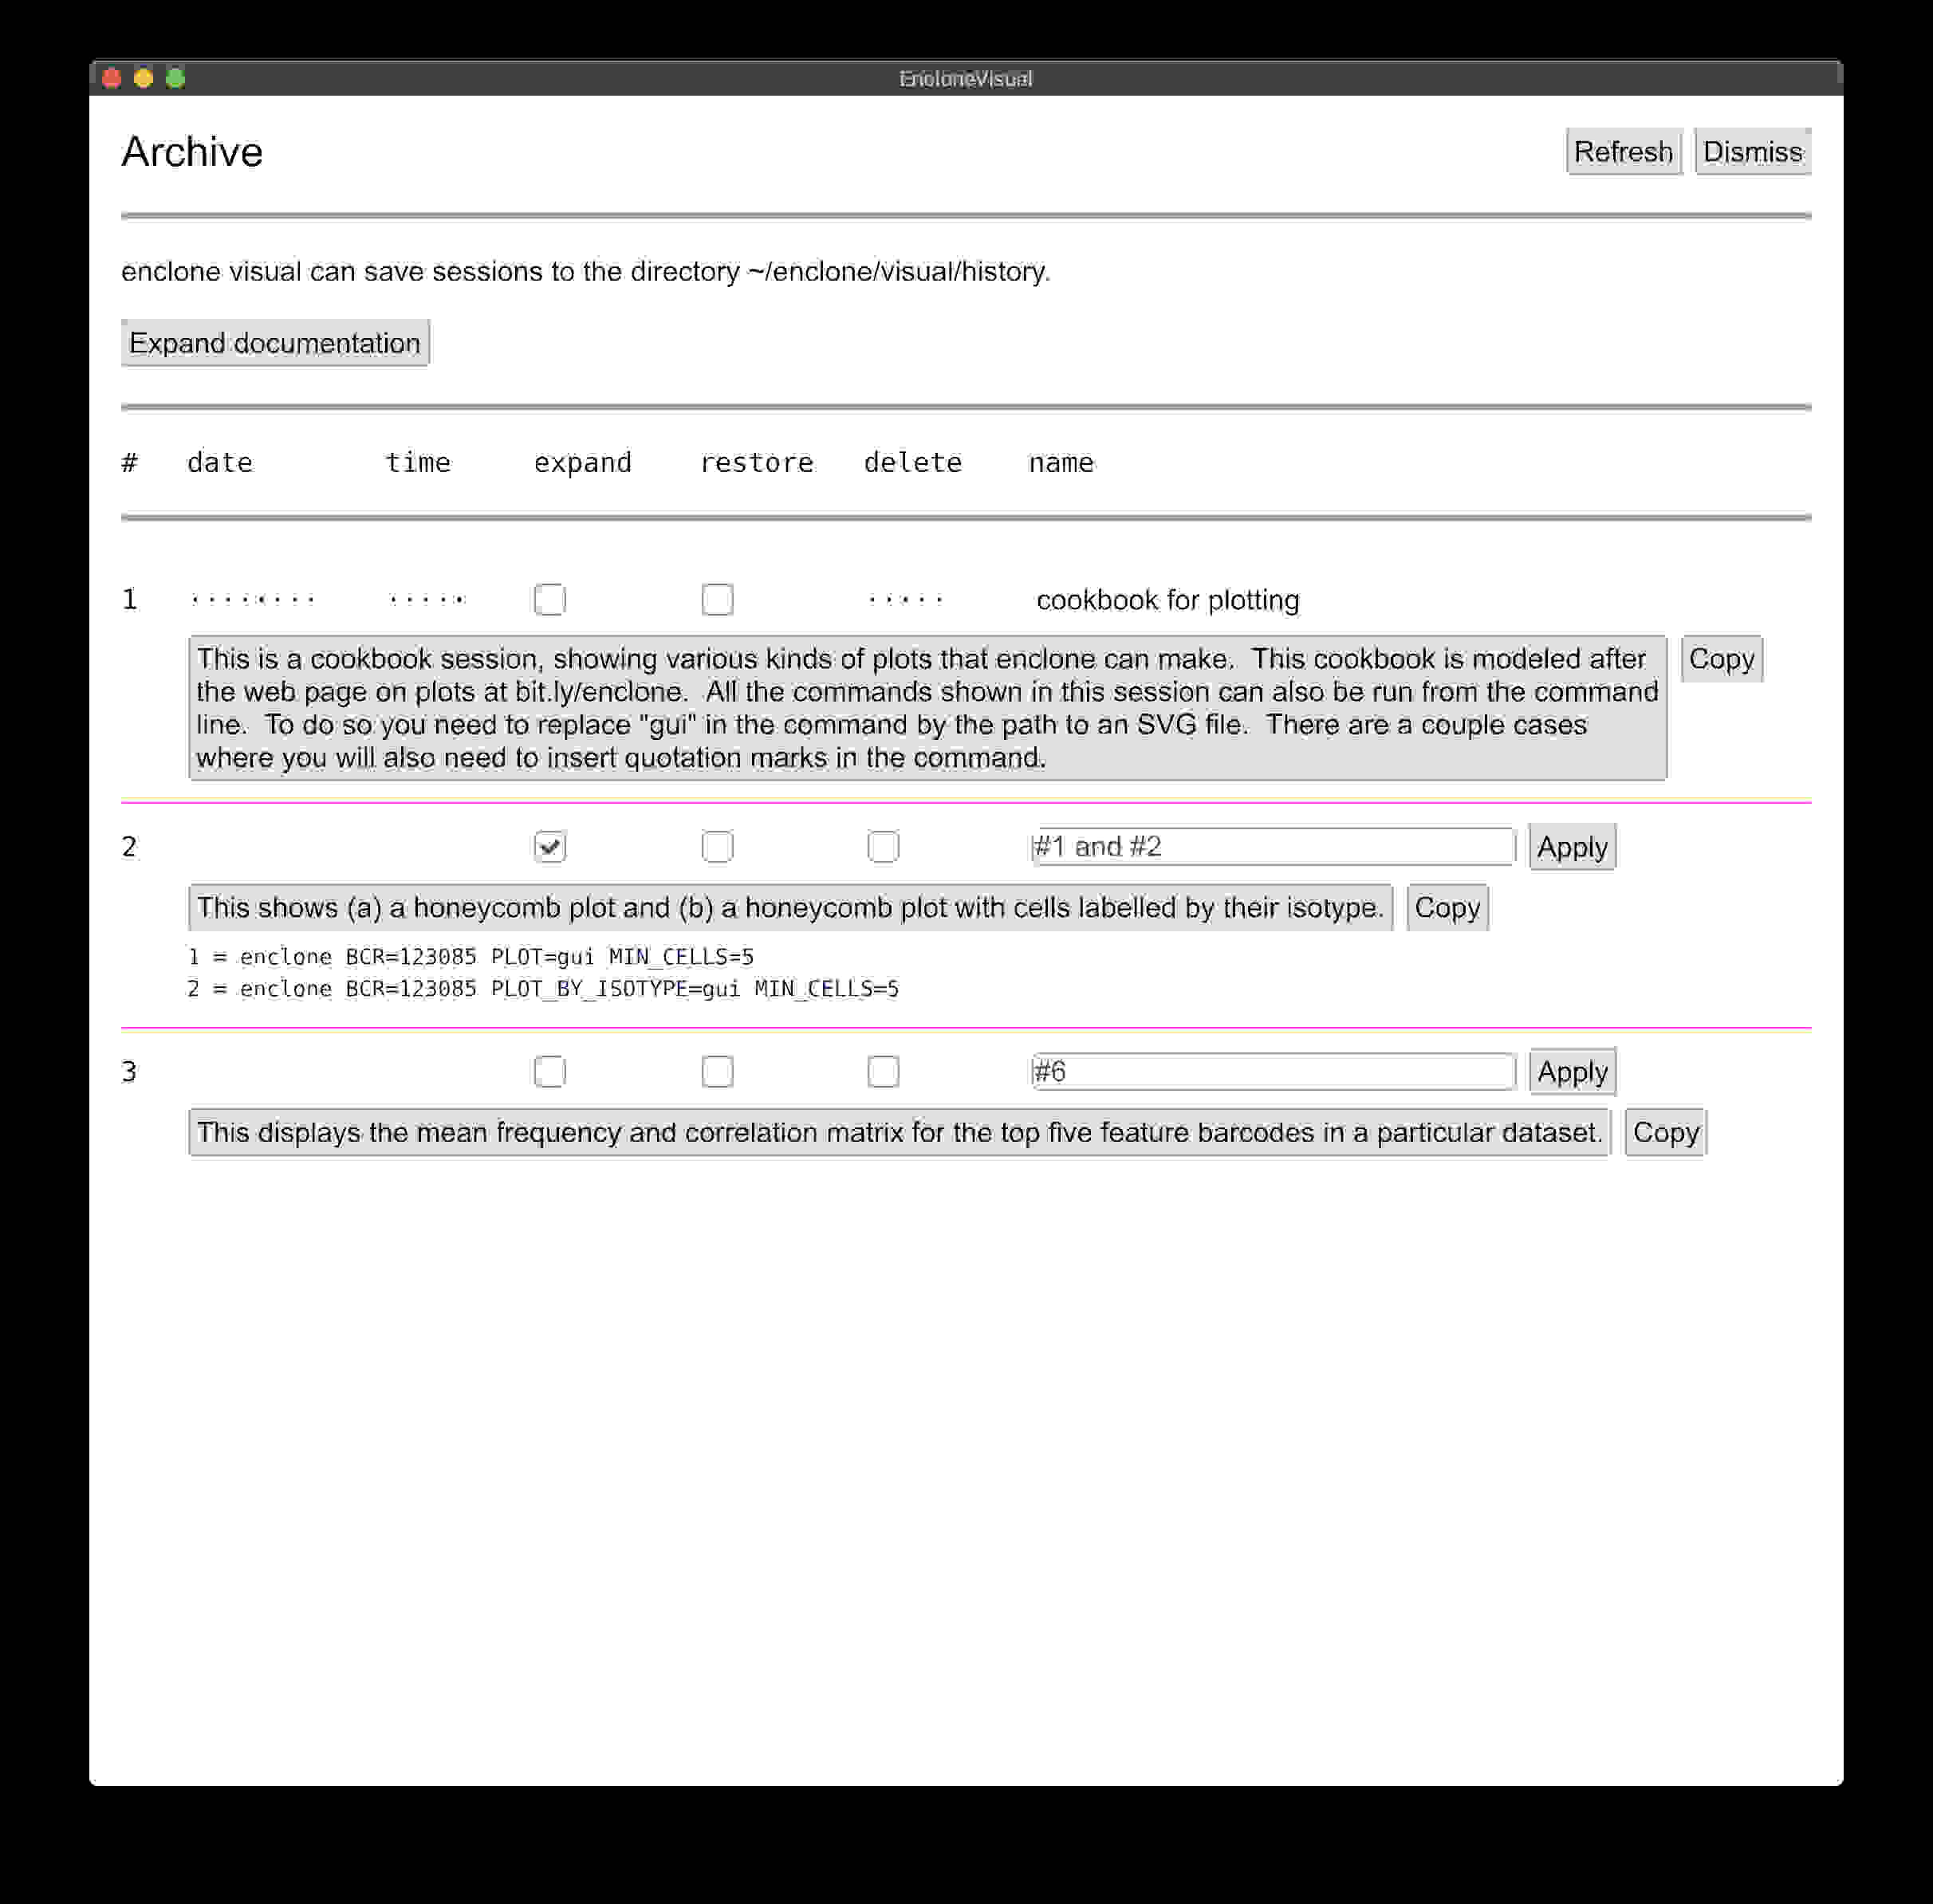 EncloneVisual
Archive
Refresh
Dismiss
enclone visual can save sessions to the directory ~/enclone/visual/history.
Expand documentation
# date time expand restore delete name
1 ........ ..... ..... cookbook for plotting
This is a cookbook session, showing various kinds of plots that enclone can make.  This cookbook is modeled after
the web page on plots at bit.ly/enclone.  All the commands shown in this session can also be run from the command
line.  To do so you need to replace "gui" in the command by the path to an SVG file.  There are a couple cases
where you will also need to insert quotation marks in the command.
Copy
2 #1 and #2 Apply
This shows (a) a honeycomb plot and (b) a honeycomb plot with cells labelled by their isotype.
Copy
1 = enclone BCR=123085 PLOT=gui MIN_CELLS=5
2 = enclone BCR=123085 PLOT_BY_ISOTYPE=gui MIN_CELLS=5
3 #6 Apply
This displays the mean frequency and correlation matrix for the top five feature barcodes in a particular dataset.
Copy